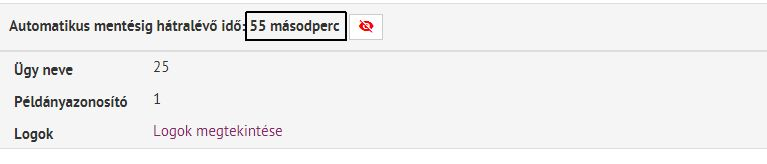 Automatikus mentésig hátralévő idő: 55 másodperc
Ügy neve 25
Példányazonosító 1
Logok Logok megtekintése